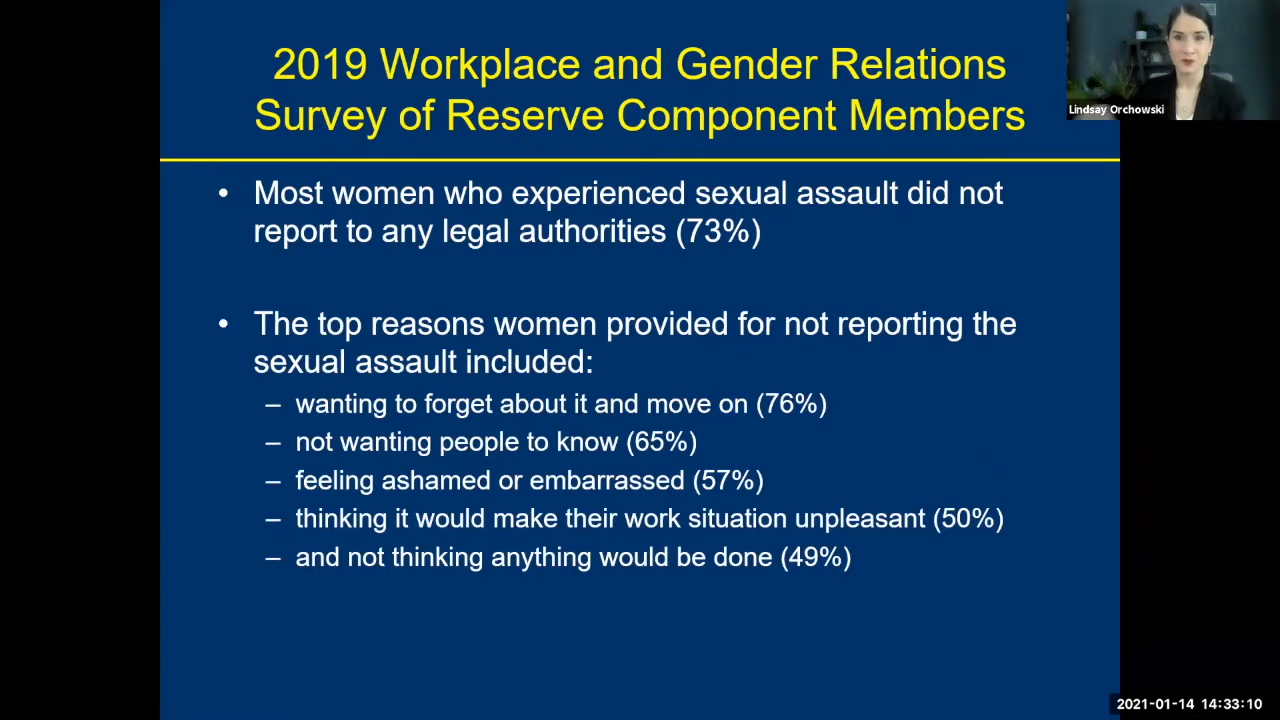 2019 Workplace and Gender Relations
Survey of Reserve Component Members
Lindsay Orchowski
• Most women who experienced sexual assault did not
report to any legal authorities (73%)
• The top reasons women provided for not reporting the
sexual assault included:
– wanting to forget about it and move on (76%)
– not wanting people to know (65%)
– feeling ashamed or embarrassed (57%)
– thinking it would make their work situation unpleasant (50%)
– and not thinking anything would be done (49%)
2021-01-14 14:33:10